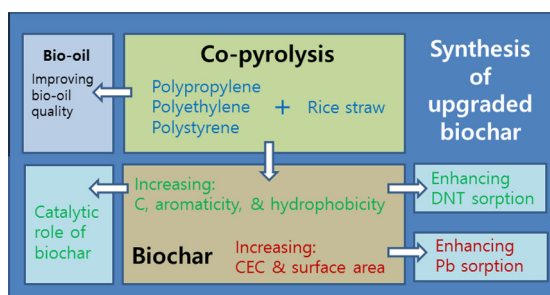 Bio-oil
Improving
bio-oil
quality
Co-pyrolysis
Polypropylene
Polyethylene
Polystyrene
+ Rice straw
Synthesis
of
upgraded
biochar
Catalytic
role of
biochar
Increasing:
C, aromaticity, & hydrophobicity
Biochar
Increasing:
CEC & surface area
Enhancing
DNT sorption
Enhancing
Pb sorption